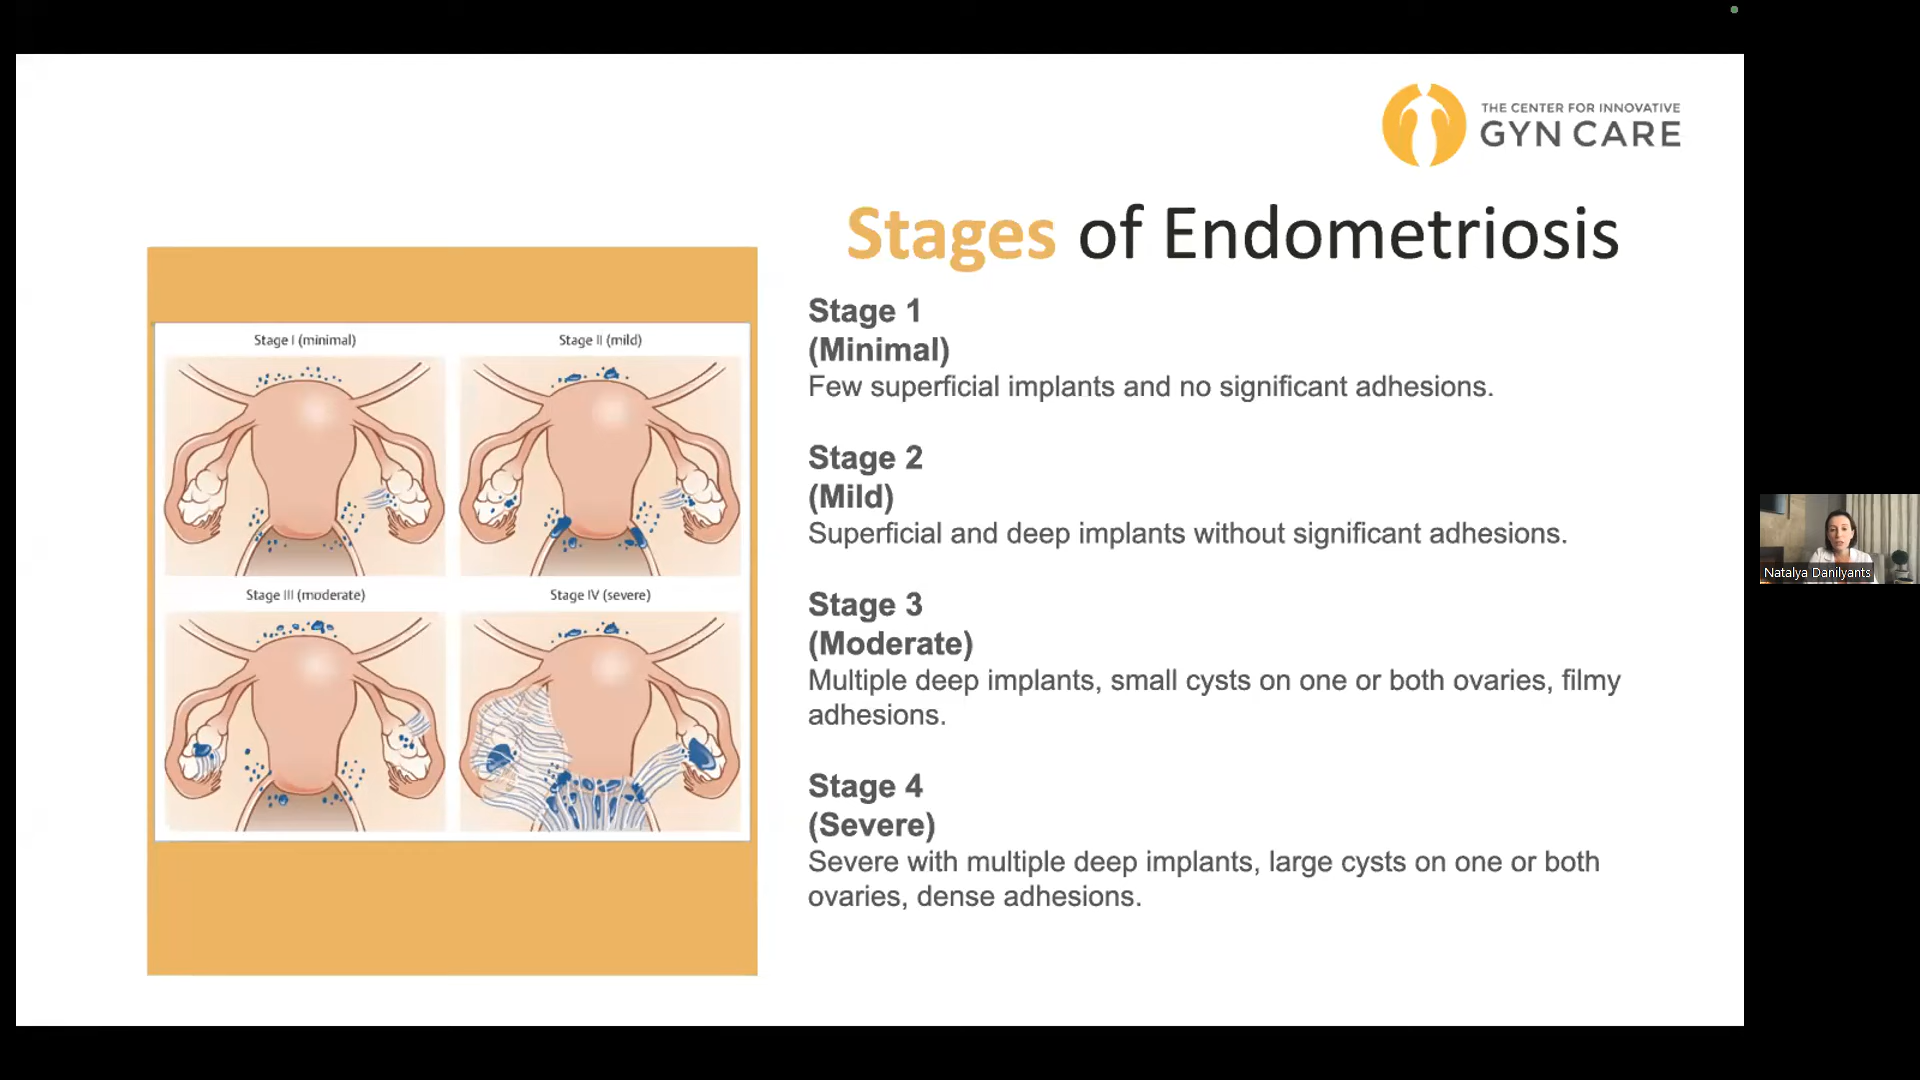 THE CENTER FOR INNOVATIVE
GYN CARE
Stages of Endometriosis
Stage I (minimal)
Stage II (mild)
Stage III (moderate)
Stage IV (severe)
Stage 1
(Minimal)
Few superficial implants and no significant adhesions.
Stage 2
(Mild)
Superficial and deep implants without significant adhesions.
Stage 3
(Moderate)
Multiple deep implants, small cysts on one or both ovaries, filmy
adhesions.
Stage 4
(Severe)
Severe with multiple deep implants, large cysts on one or both
ovaries, dense adhesions.
Natalya Danilyants